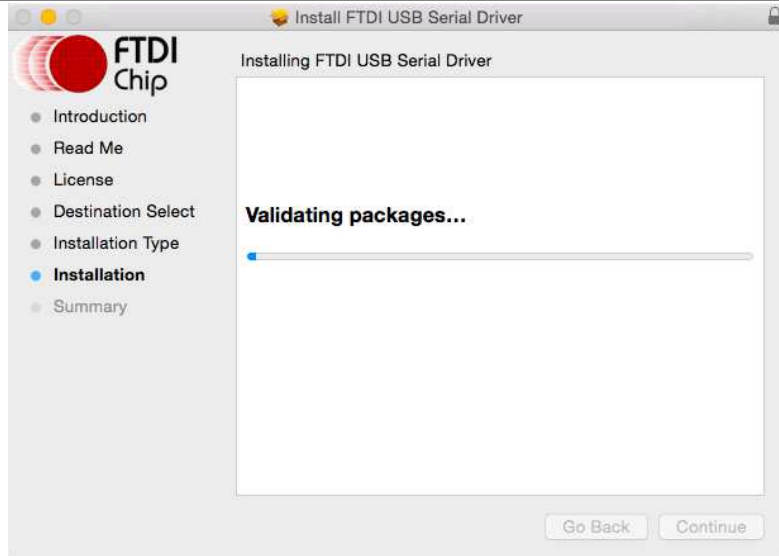 Install FTDI USB Serial Driver
FTDI
Chip
Installing FTDI USB Serial Driver
Introduction
Read Me
License
Destination Select
Installation Type
Installation
Summary
Validating packages...
Go Back
Continue